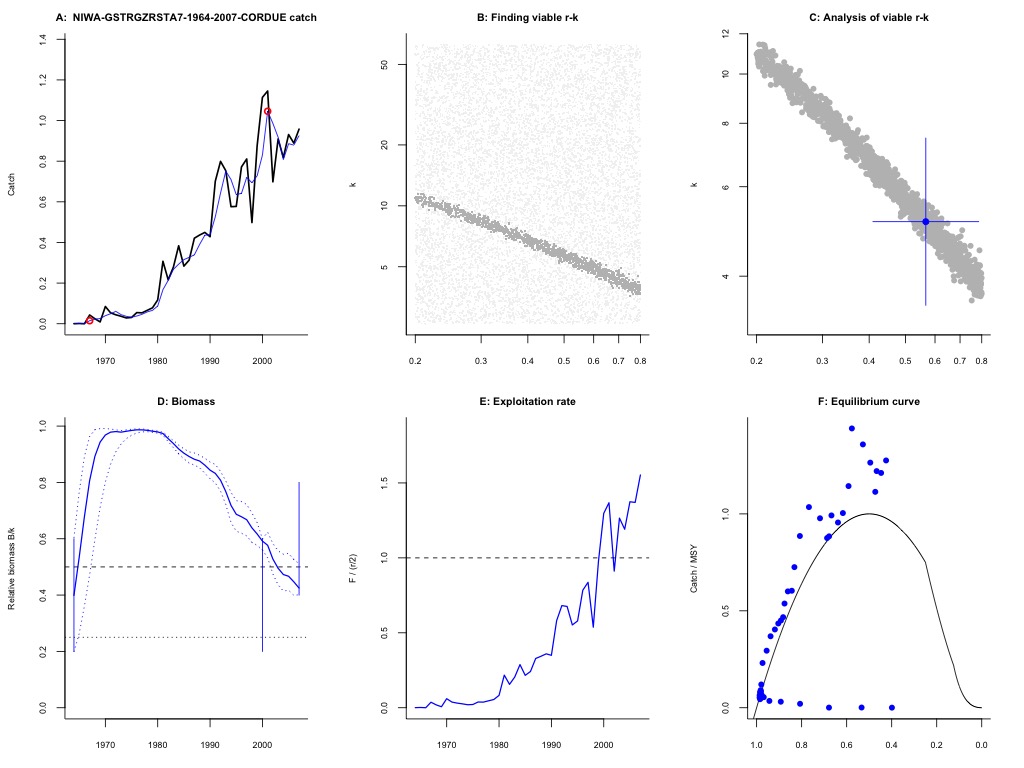 A: NIWA-GSTRGZRSTA7-1964-2007-CORDUE catch
Catch
0.0 0.2 0.4 0.6 0.8 1.0 1.2 1.4
1970 1980 1990 2000
B: Finding viable r-k
k
5 10 20 50
0.2 0.3 0.4 0.5 0.6 0.7 0.8
C: Analysis of viable r-k
k
4 6 8 10 12
0.2 0.3 0.4 0.5 0.6 0.7 0.8
D: Biomass
Relative biomass B/k
0.0 0.2 0.4 0.6 0.8 1.0
1970 1980 1990 2000
E: Exploitation rate
F / (r/2)
0.0 0.5 1.0 1.5
1970 1980 1990 2000
F: Equilibrium curve
Catch / MSY
0.0 0.5 1.0
1.0 0.8 0.6 0.4 0.2 0.0